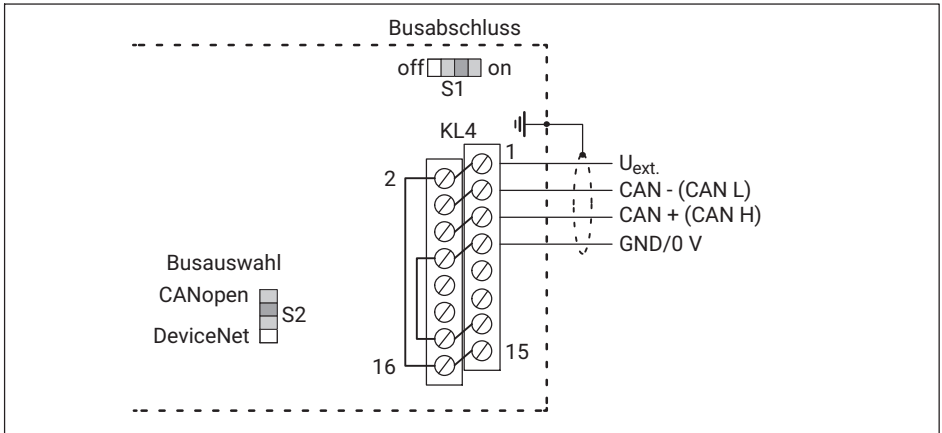 Busabschluss
off on
S1
KL4
1
2
U_ext.
CAN - (CAN L)
CAN + (CAN H)
GND/0 V
Busauswahl
CANopen
S2
DeviceNet
15
16